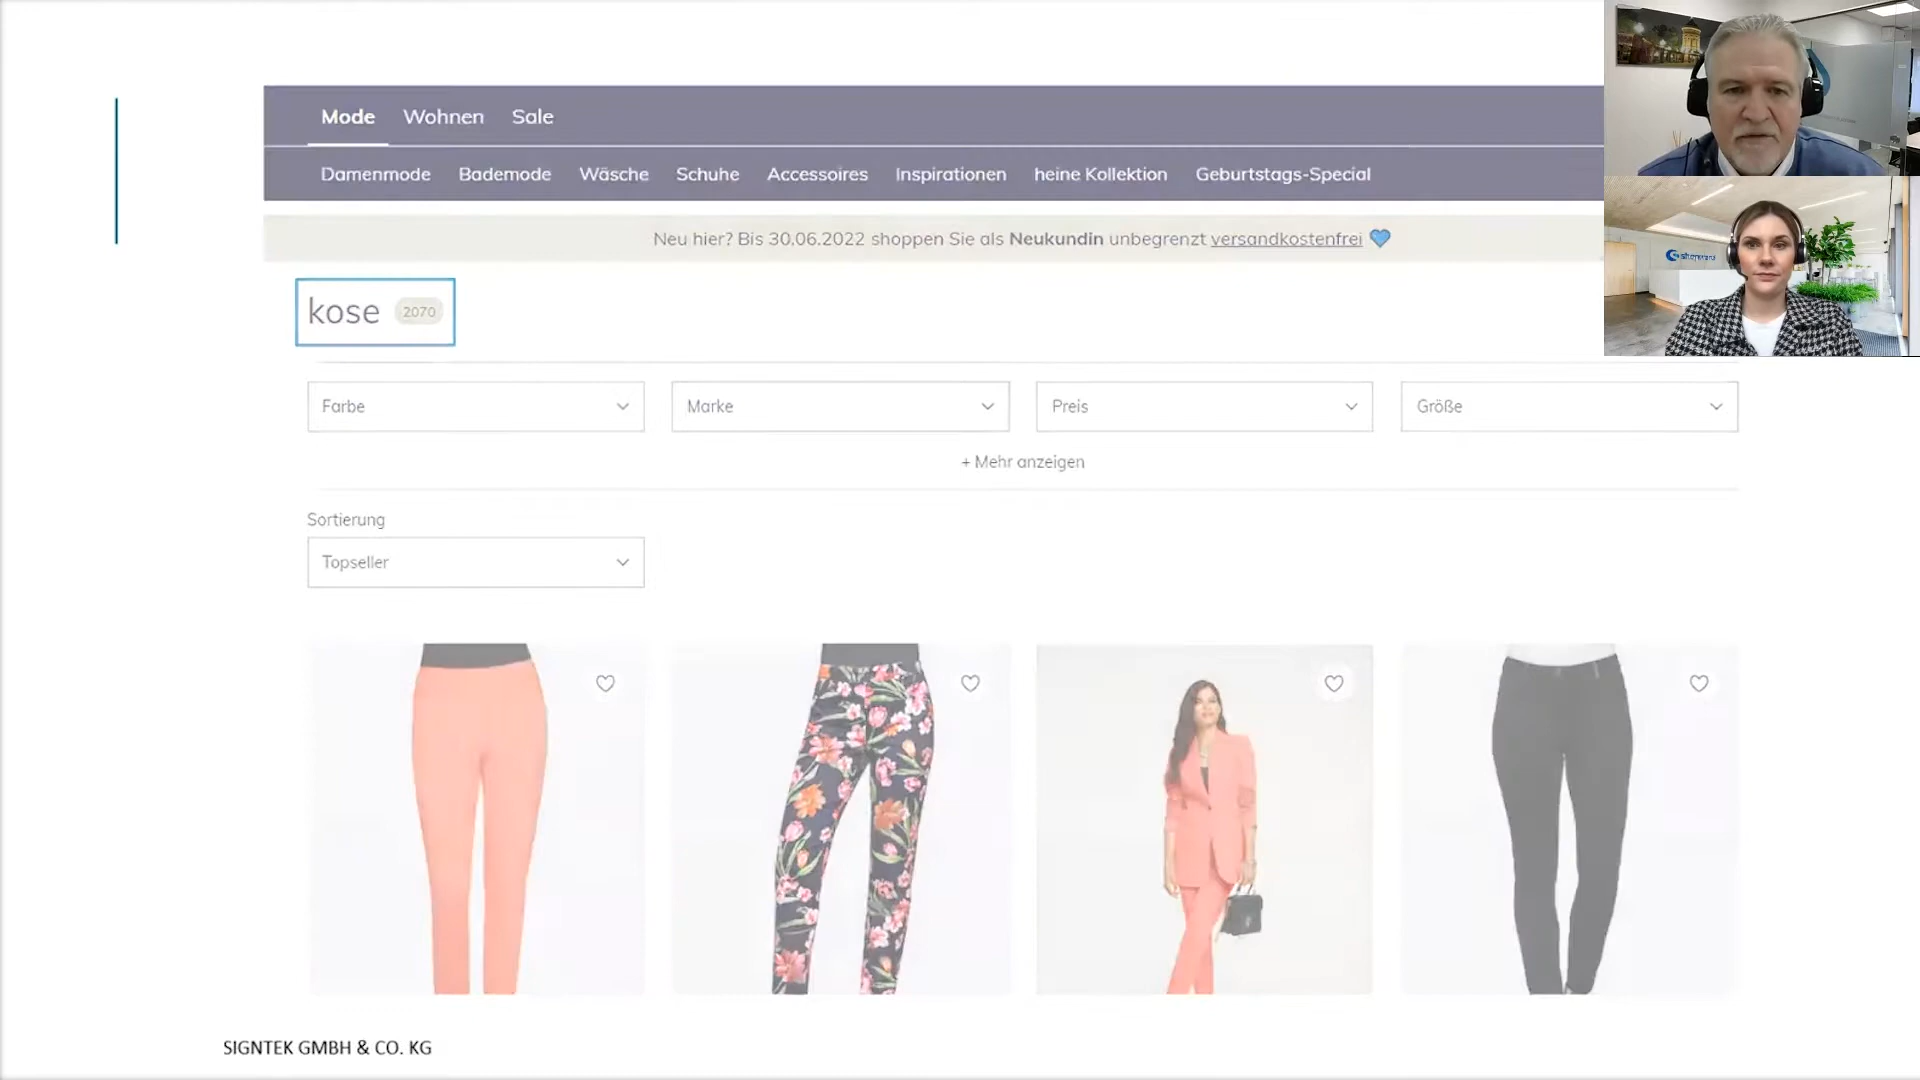 Mode Wohnen Sale
Damenmode Bademode Wäsche Schuhe Accessoires Inspirationen heine Kollektion Geburtstags-Special
Neu hier? Bis 30.06.2022 shoppen Sie als Neukundin unbegrenzt versandkostenfrei
kose 2070
Farbe Marke Preis Größe
+ Mehr anzeigen
Sortierung
Topseller
SIGNTEK GMBH & CO. KG